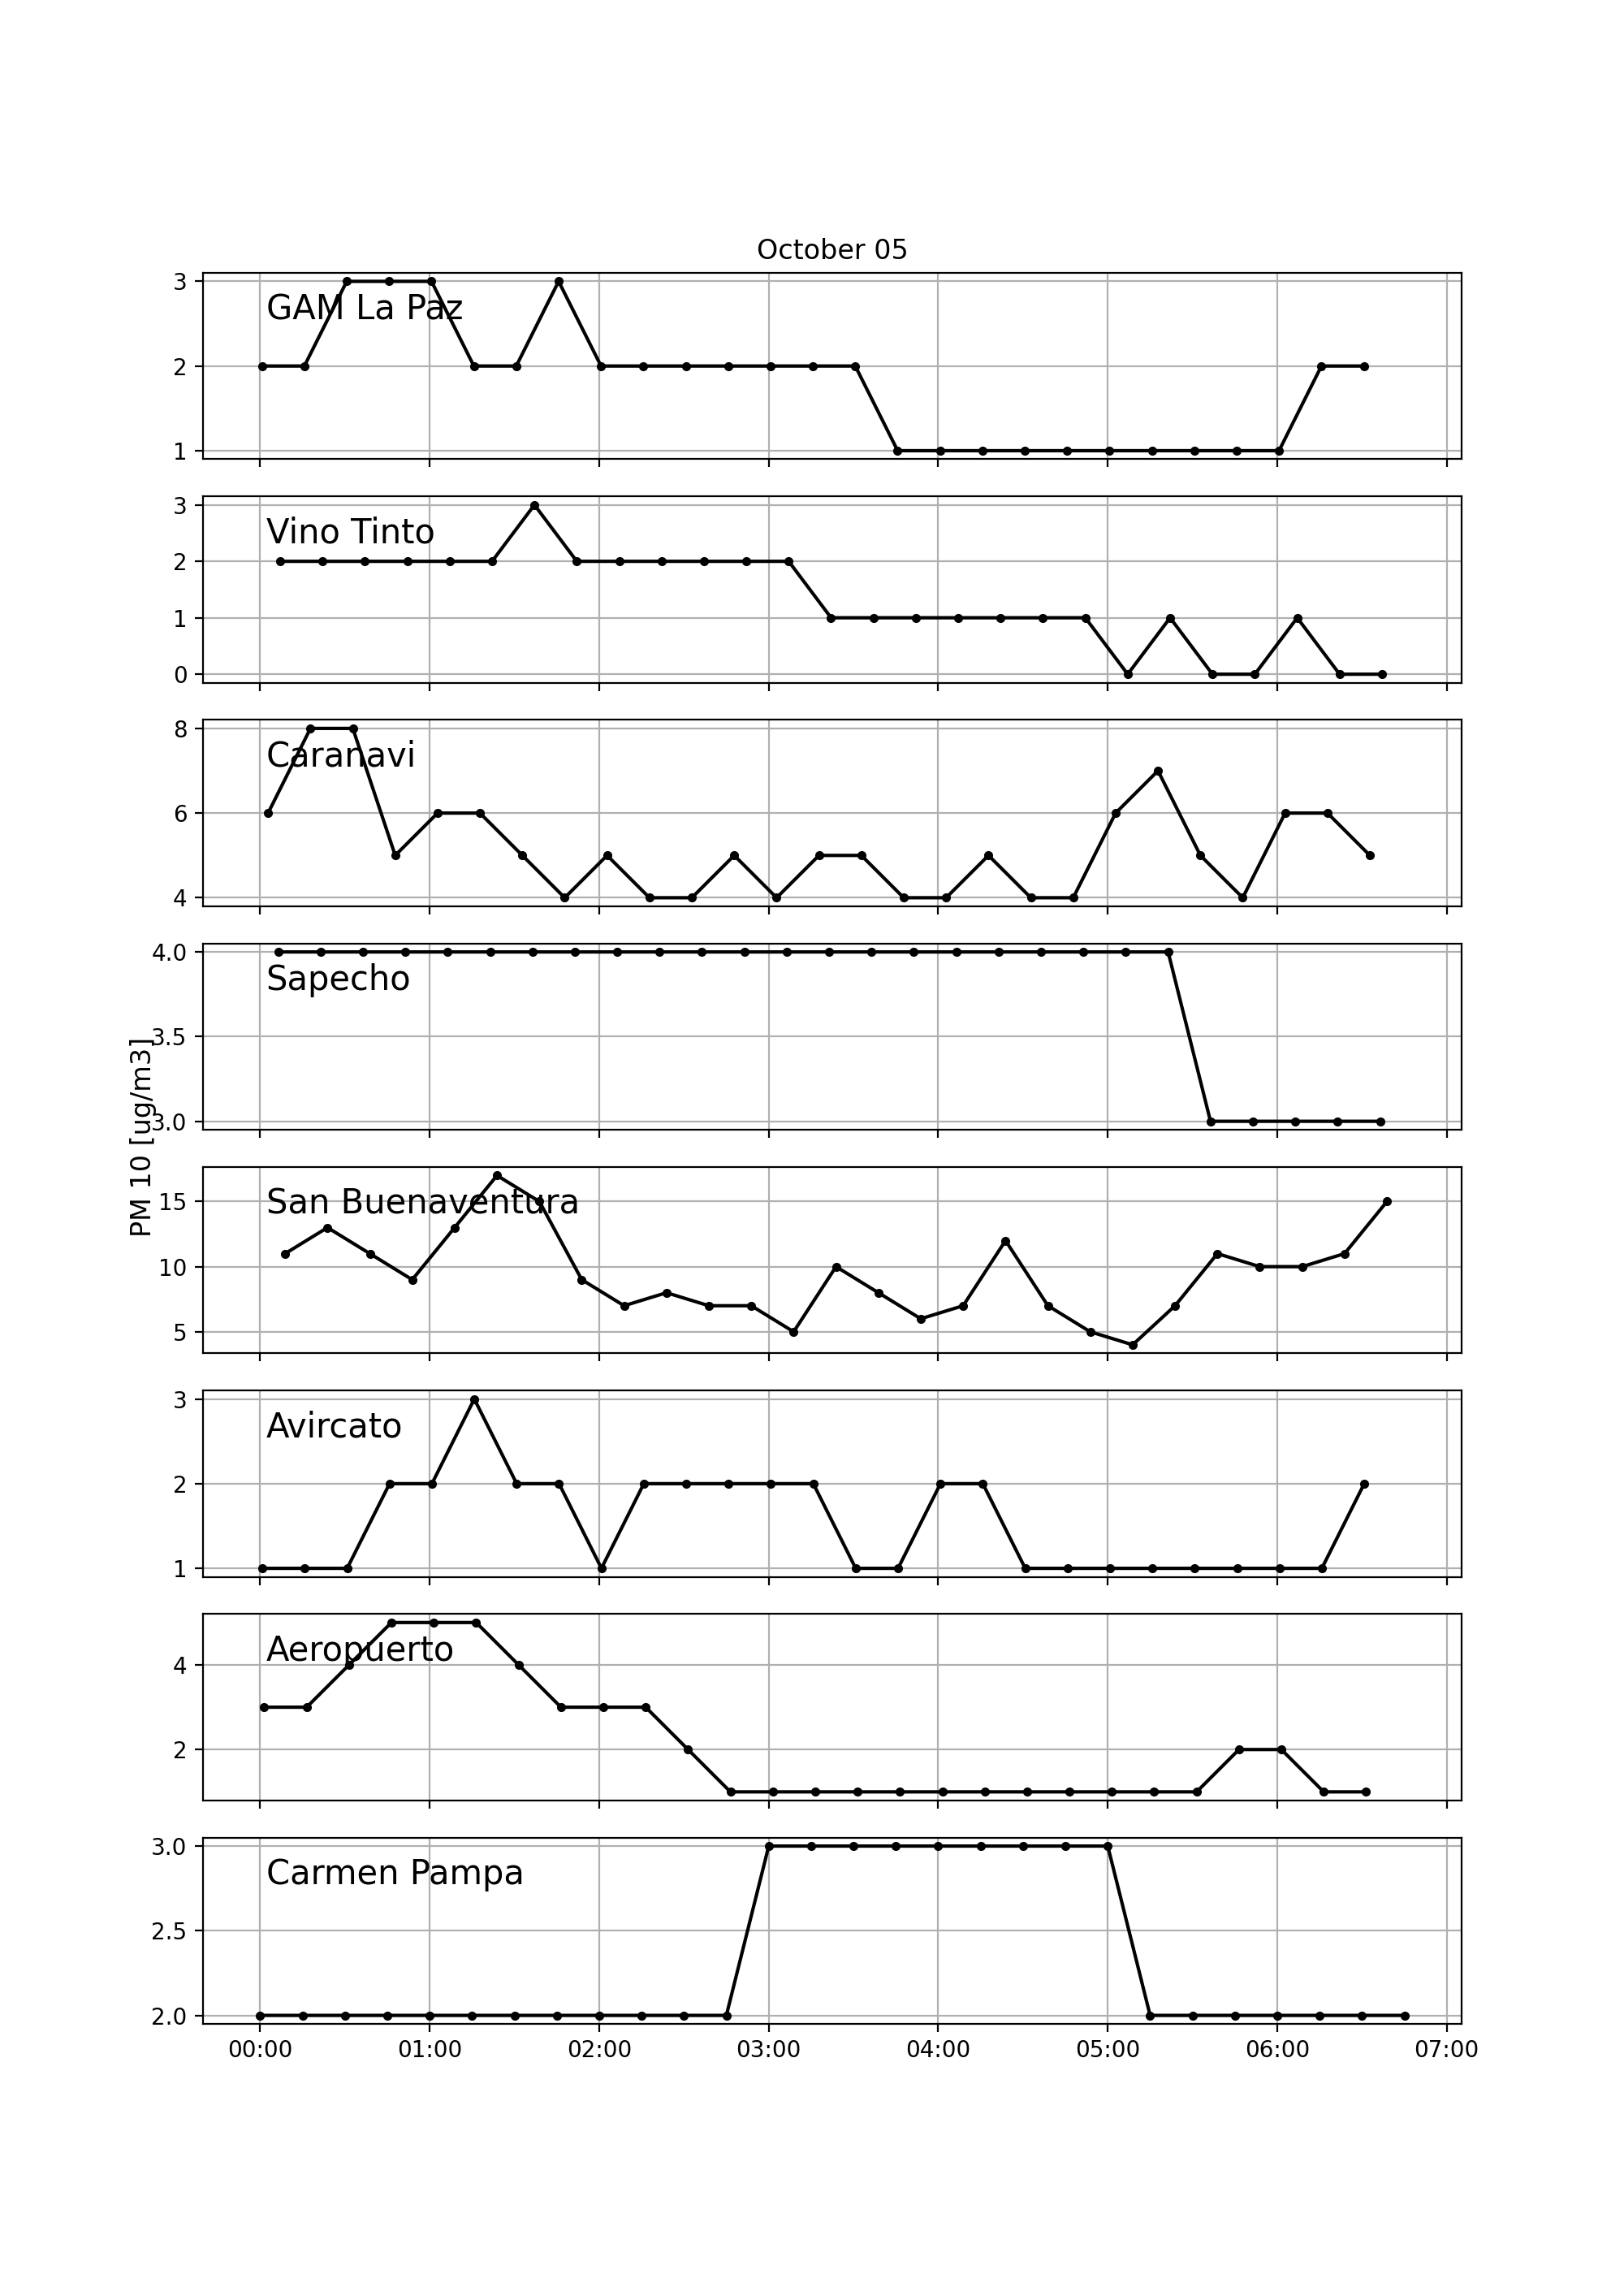 October 05
3
GAM La Paz
2
1
3
Vino Tinto
2
1
0
8
Caranavi
6
4
4.0
Sapecho
3.5
3.0
PM 10 [ug/m3]
San Buenaventura
15
10
5
3
Avircato
2
1
Aeropuerto
4
2
3.0
Carmen Pampa
2.5
2.0
00:00 01:00 02:00 03:00 04:00 05:00 06:00 07:00